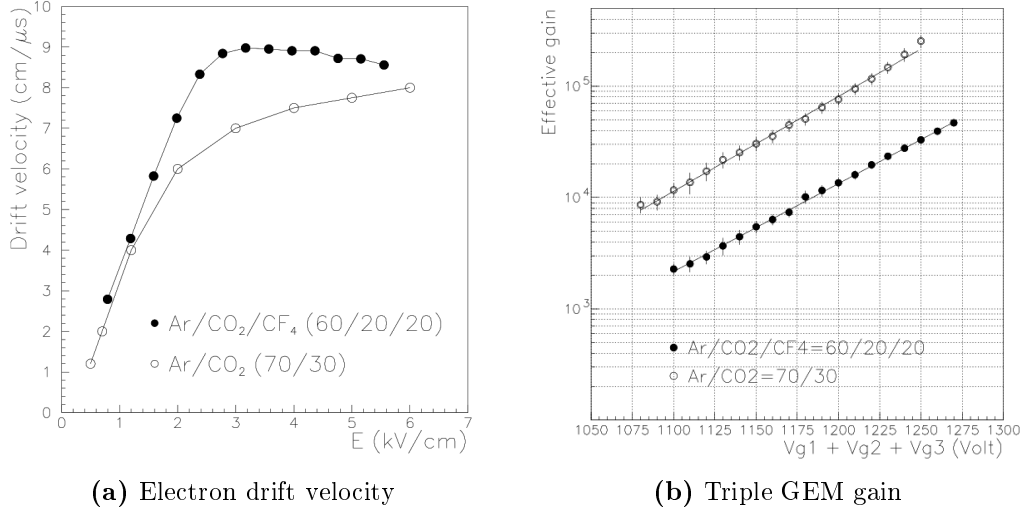 Drift velocity (cm/μs)
10
9
8
7
6
5
4
3
2
1
0
Ar/CO₂/CF₄ (60/20/20)
Ar/CO₂ (70/30)
0 1 2 3 4 5 6 7
E (kV/cm)
(a) Electron drift velocity
Effective gain
10⁵
10⁴
10³
Ar/CO2/CF4=60/20/20
Ar/CO2=70/30
1050 1075 1100 1125 1150 1175 1200 1225 1250 1275 1300
Vg1 + Vg2 + Vg3 (Volt)
(b) Triple GEM gain